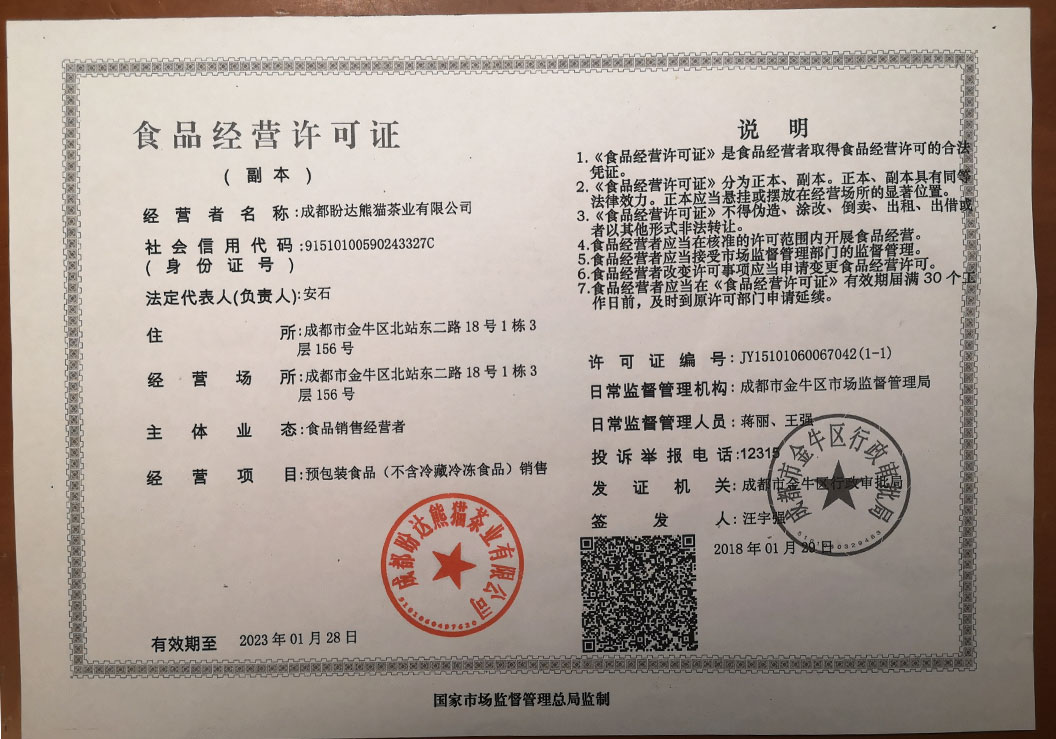 食品经营许可证
(副本)
经营者名称:成都盼达熊猫茶业有限公司
社会信用代码:91510100590243327C
(身份证号)
法定代表人(负责人):安石
住所:成都市金牛区北站东二路18号1栋3
层156号
经营场所:成都市金牛区北站东二路18号1栋3
层156号
主体业态:食品销售经营者
经营项目:预包装食品（不含冷藏冷冻食品）销售
成都盼达熊猫茶业有限公司
有效期至 2023年01月28日
说明
1.《食品经营许可证》是食品经营者取得食品经营许可的合法
凭证。
2.《食品经营许可证》分为正本、副本。正本、副本具有同等
法律效力。正本应当悬挂或摆放在经营场所的显著位置。
3.《食品经营许可证》不得伪造、涂改、倒卖、出租、出借或
者以其他形式非法转让。
4.食品经营者应当在核准的许可范围内开展食品经营。
5.食品经营者应当接受市场监督管理部门的监督管理。
6.食品经营者改变许可事项应当申请变更食品经营许可。
7.食品经营者应当在《食品经营许可证》有效期届满30个工
作日前，及时到原许可部门申请延续。
许可证编号:JY15101060067042(1-1)
日常监督管理机构:成都市金牛区市场监督管理局
日常监督管理人员:蒋丽、王强
投诉举报电话:12315
发证机关:成都市金牛区行政审批局
签发人:汪宇强
2018年01月29日
成都市金牛区行政审批局
国家市场监督管理总局监制